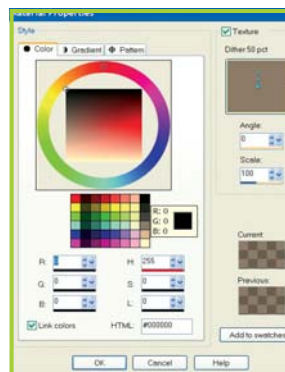 Material Properties
Style
Color Gradient Pattern
R: 0
G: 0
B: 0
R: H: 255
G: 0 S: 0
B: 0 L: 0
Link colors HTML: #000000
Texture
Dither 50 pct
Angle:
0
Scale:
100
Current:
Previous:
Add to swatches
OK Cancel Help